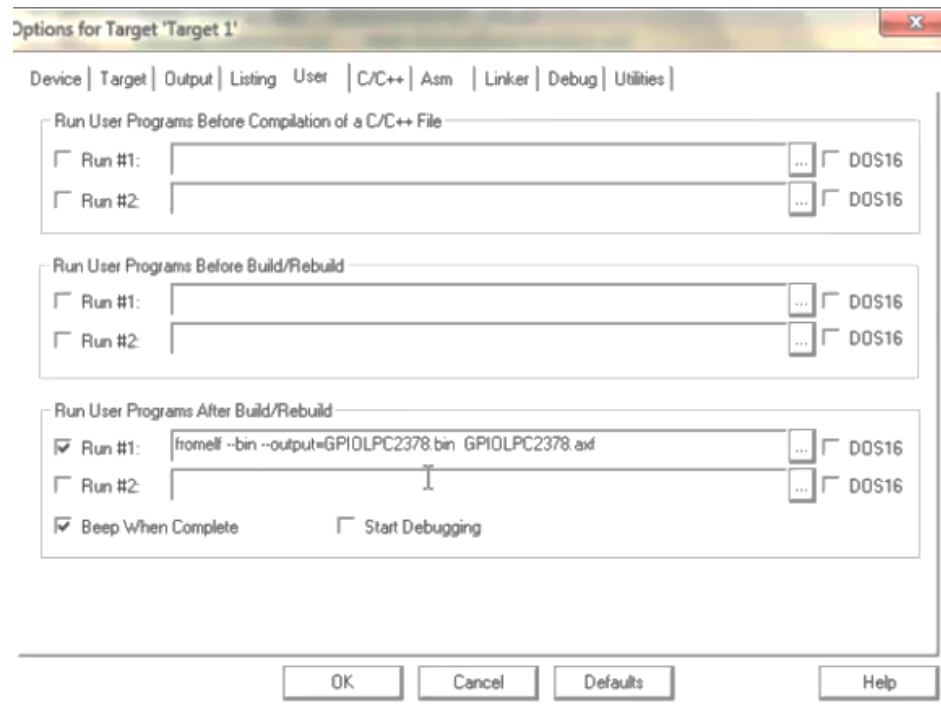 Options for Target 'Target 1'
Device Target Output Listing User C/C++ Asm Linker Debug Utilities
Run User Programs Before Compilation of a C/C++ File
Run #1: ... DOS16
Run #2: ... DOS16
Run User Programs Before Build/Rebuild
Run #1: ... DOS16
Run #2: ... DOS16
Run User Programs After Build/Rebuild
Run #1: fromelf --bin --output=GPIOLPC2378.bin GPIOLPC2378.axf ... DOS16
Run #2: ... DOS16
Beep When Complete Start Debugging
OK Cancel Defaults Help